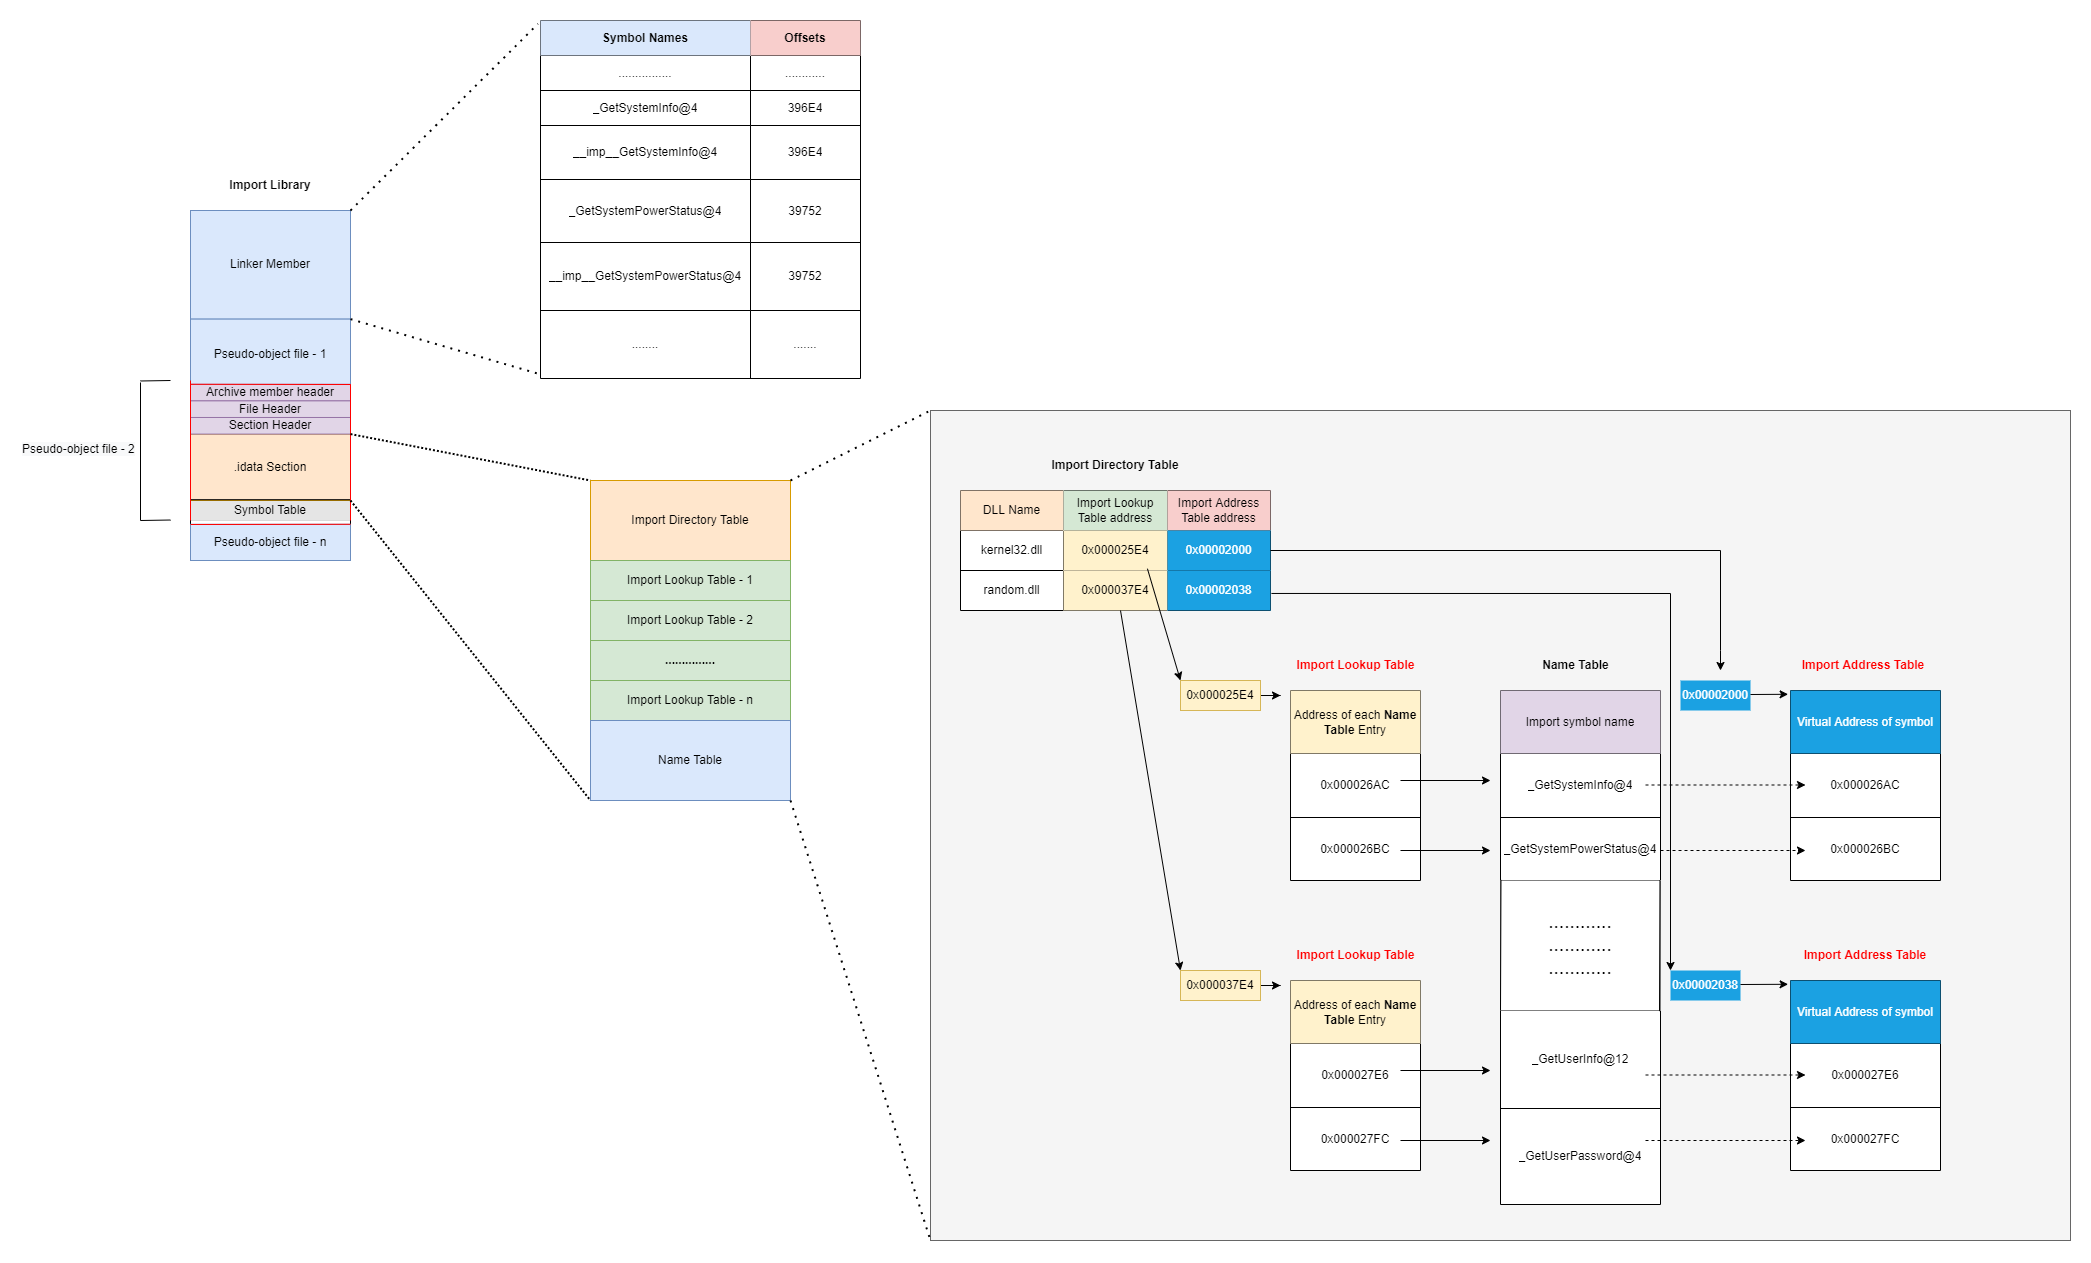 Symbol Names Offsets
................ ............
_GetSystemInfo@4 396E4
__imp__GetSystemInfo@4 396E4
_GetSystemPowerStatus@4 39752
__imp__GetSystemPowerStatus@4 39752
........ .......
Import Library
Linker Member
Pseudo-object file - 1
Archive member header
File Header
Section Header
Pseudo-object file - 2
.idata Section
Symbol Table
Pseudo-object file - n
Import Directory Table
Import Lookup Table - 1
Import Lookup Table - 2
...............
Import Lookup Table - n
Name Table
Import Directory Table
DLL Name
Import Lookup
Table address
Import Address
Table address
kernel32.dll 0x000025E4 0x00002000
random.dll 0x000037E4 0x00002038
Import Lookup Table
0x000025E4
Address of each Name
Table Entry
0x000026AC
0x000026BC
Name Table
Import symbol name
_GetSystemInfo@4
_GetSystemPowerStatus@4
............
............
............
_GetUserInfo@12
_GetUserPassword@4
Import Address Table
0x00002000
Virtual Address of symbol
0x000026AC
0x000026BC
Import Lookup Table
0x000037E4
Address of each Name
Table Entry
0x000027E6
0x000027FC
Import Address Table
0x00002038
Virtual Address of symbol
0x000027E6
0x000027FC